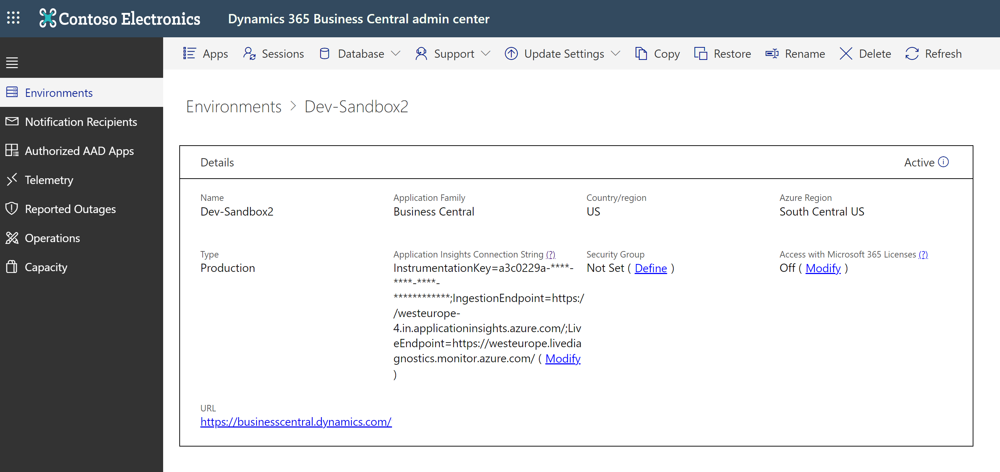 Contoso Electronics
Dynamics 365 Business Central admin center
Apps Sessions Database Support Update Settings Copy Restore Rename Delete Refresh
Environments
Notification Recipients
Authorized AAD Apps
Telemetry
Reported Outages
Operations
Capacity
Environments > Dev-Sandbox2
Details
Active
Name
Dev-Sandbox2
Application Family
Business Central
Country/region
US
Azure Region
South Central US
Type
Production
Application Insights Connection String (?)
InstrumentationKey=a3c0229a-****-
****-****-
************;IngestionEndpoint=https:/
/westeurope-
4.in.applicationinsights.azure.com/;Liv
eEndpoint=https://westeurope.livedia
gnostics.monitor.azure.com/ ( Modify
)
Security Group
Not Set ( Define )
Access with Microsoft 365 Licenses (?)
Off ( Modify )
URL
https://businesscentral.dynamics.com/